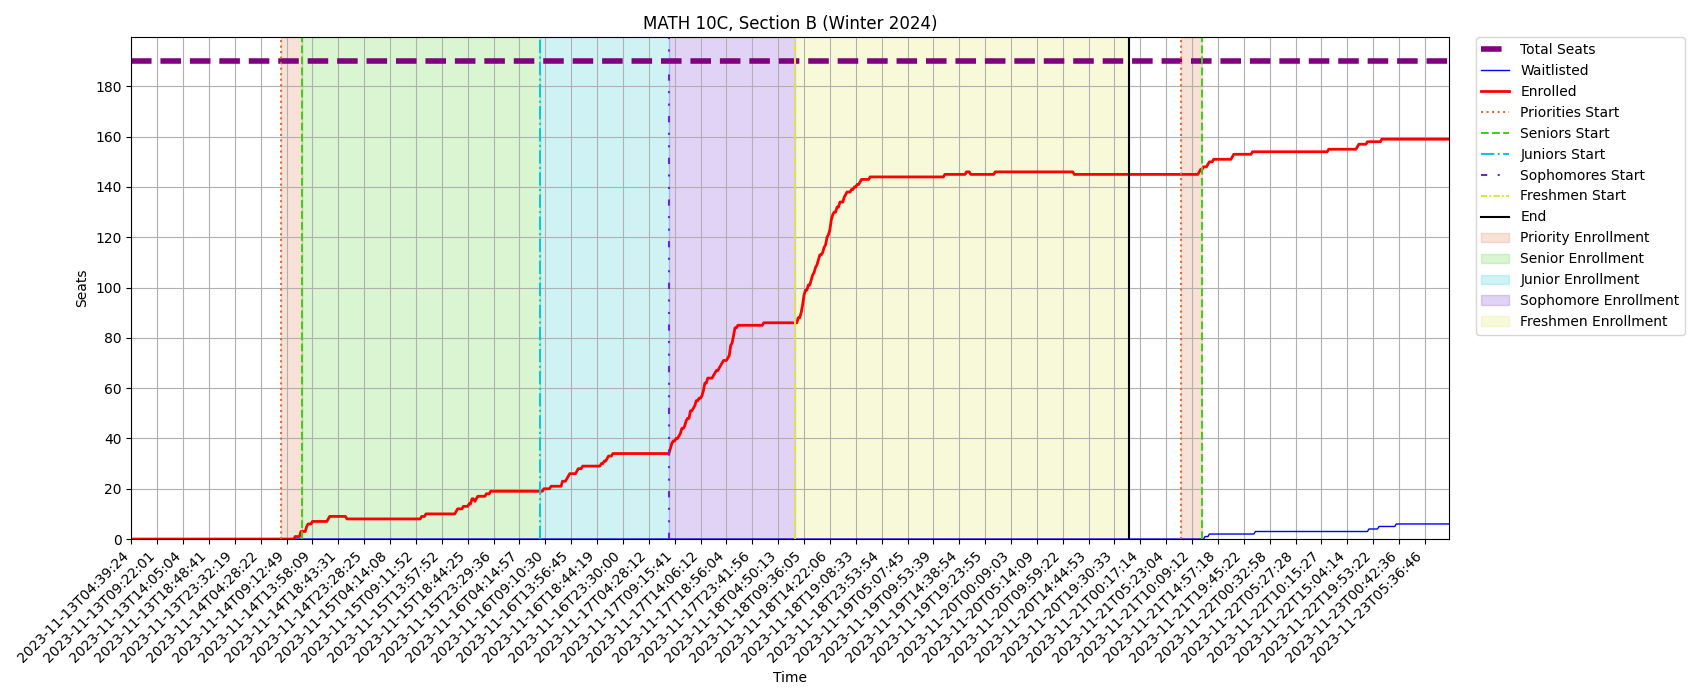 MATH 10C, Section B (Winter 2024)
Seats
180
160
140
120
100
80
60
40
20
0
2023-11-13T04:39:24
2023-11-13T09:22:01
2023-11-13T14:05:04
2023-11-13T18:48:41
2023-11-13T23:32:19
2023-11-14T04:28:22
2023-11-14T09:12:49
2023-11-14T13:58:09
2023-11-14T18:43:31
2023-11-14T23:28:25
2023-11-15T04:14:08
2023-11-15T09:11:52
2023-11-15T13:57:52
2023-11-15T18:44:25
2023-11-15T23:29:36
2023-11-16T04:14:57
2023-11-16T09:10:30
2023-11-16T13:56:45
2023-11-16T18:44:19
2023-11-16T23:30:00
2023-11-17T04:28:12
2023-11-17T09:15:41
2023-11-17T14:06:12
2023-11-17T18:56:04
2023-11-17T23:41:56
2023-11-18T04:50:13
2023-11-18T09:36:05
2023-11-18T14:22:06
2023-11-18T19:08:33
2023-11-18T23:53:54
2023-11-19T05:07:45
2023-11-19T09:53:39
2023-11-19T14:38:54
2023-11-19T19:23:55
2023-11-20T00:09:03
2023-11-20T05:14:09
2023-11-20T09:59:22
2023-11-20T14:44:53
2023-11-20T19:30:33
2023-11-21T00:17:14
2023-11-21T05:23:04
2023-11-21T10:09:12
2023-11-21T14:57:18
2023-11-21T19:45:22
2023-11-22T00:32:58
2023-11-22T05:27:28
2023-11-22T10:15:27
2023-11-22T15:04:14
2023-11-22T19:53:22
2023-11-23T00:42:36
2023-11-23T05:36:46
Time
Total Seats
Waitlisted
Enrolled
Priorities Start
Seniors Start
Juniors Start
Sophomores Start
Freshmen Start
End
Priority Enrollment
Senior Enrollment
Junior Enrollment
Sophomore Enrollment
Freshmen Enrollment